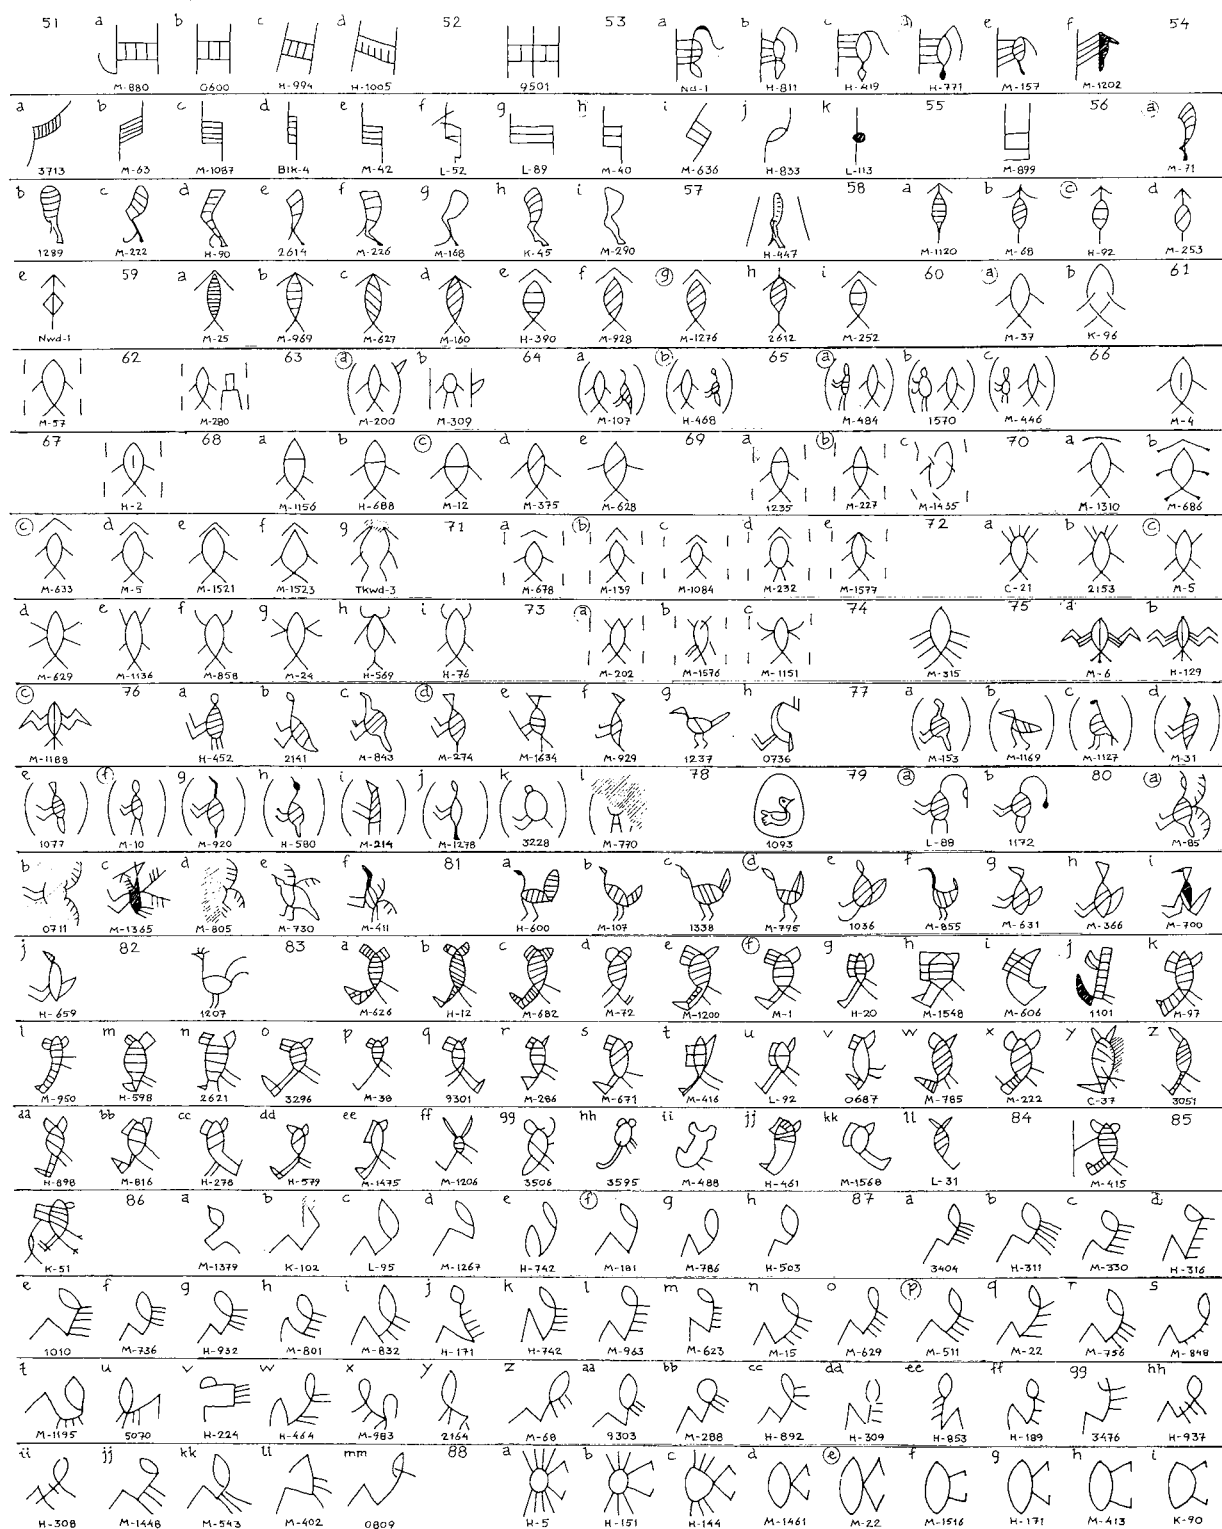 51 a b c d 52 53 a b c d e f 54
M-880 0600 H-994 H-1005 9501 Nd-1 H-811 H-419 H-771 M-157 M-1202
a b c d e f g h i j k 55 56 a
3713 M-63 M-1087 Blk-4 M-42 L-52 L-89 M-40 M-636 H-833 L-113 M-899 M-71
b c d e f g h i 57 58 a b c d
1289 M-222 H-90 2614 M-226 M-168 K-45 M-290 H-447 M-1120 M-68 H-92 M-253
e 59 a b c d e f g h i 60 a b 61
Nwd-1 M-25 M-969 M-627 M-160 H-390 M-928 M-1276 2612 M-252 M-37 K-96
62 63 a b 64 a b 65 a b c 66
M-57 M-280 M-200 M-309 M-107 H-468 M-484 1570 M-446 M-4
67 68 a b c d e 69 a b c 70 a b
H-2 M-1156 H-688 M-12 M-375 M-628 1235 M-227 M-1435 M-1310 M-686
c d e f g 71 a b c d e 72 a b c
M-633 M-5 M-1521 M-1523 Tkwd-3 M-678 M-139 M-1084 M-232 M-1577 C-21 2153 M-5
d e f g h i 73 a b c 74 75 a b
M-629 M-1136 M-858 M-24 H-569 H-76 M-202 M-1576 M-1151 M-315 M-6 H-129
c 76 a b c d e f g h 77 a b c d
M-1188 H-452 2141 H-843 M-274 M-1634 M-929 1237 0736 M-153 M-1169 M-1127 M-31
e f g h i j k l 78 79 a b 80 a
1077 M-10 M-920 H-580 M-214 M-1278 3228 M-770 1093 L-88 1172 M-85
b c d e f 81 a b c d e f g h i
0711 M-1365 M-805 M-730 M-411 H-600 M-107 1338 M-795 1036 M-855 M-631 M-366 M-700
j 82 83 a b c d e f g h i j k
H-659 1207 M-626 H-12 M-682 M-72 M-1200 M-1 H-20 M-1548 M-606 1101 M-97
l m n o p q r s t u v w x y z
M-950 H-598 2621 3296 M-38 9301 M-286 M-671 M-416 L-92 0687 M-785 M-222 C-37 3051
aa bb cc dd ee ff gg hh ii jj kk ll 84 85
H-898 M-816 H-278 H-579 M-1475 M-1206 3506 3595 M-488 H-461 M-1568 L-31 M-415
86 a b c d e f g h 87 a b c d
K-51 M-1379 K-102 L-95 M-1267 H-742 M-181 M-786 H-503 3404 H-311 M-330 H-316
e f g h i j k l m n o p q r s
1010 M-736 H-932 M-801 M-832 H-171 H-742 M-963 M-623 M-15 M-629 M-511 M-22 M-756 M-848
t u v w x y z aa bb cc dd ee ff gg hh
M-1195 5070 H-224 H-464 M-983 2164 M-68 9303 M-288 H-892 H-309 H-853 H-189 3476 H-937
ii jj kk ll mm 88 a b c d e f g h i
H-308 M-1448 M-543 M-402 0809 H-5 H-151 H-144 M-1461 M-22 M-1516 H-171 M-413 K-90